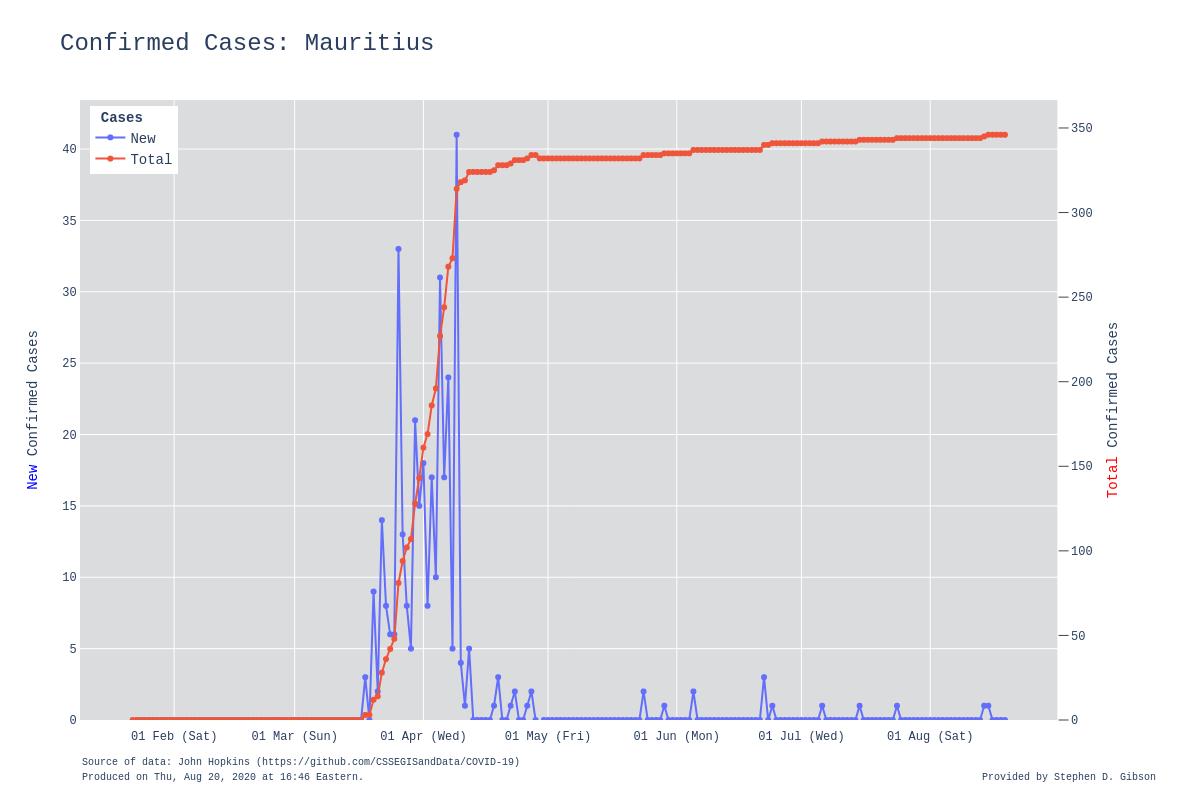 Confirmed Cases: Mauritius
Cases
New
Total
40
35
30
25
20
15
10
5
0
New Confirmed Cases
350
300
250
200
150
100
50
0
Total Confirmed Cases
01 Feb (Sat)
01 Mar (Sun)
01 Apr (Wed)
01 May (Fri)
01 Jun (Mon)
01 Jul (Wed)
01 Aug (Sat)
Source of data: John Hopkins (https://github.com/CSSEGISandData/COVID-19)
Produced on Thu, Aug 20, 2020 at 16:46 Eastern.
Provided by Stephen D. Gibson